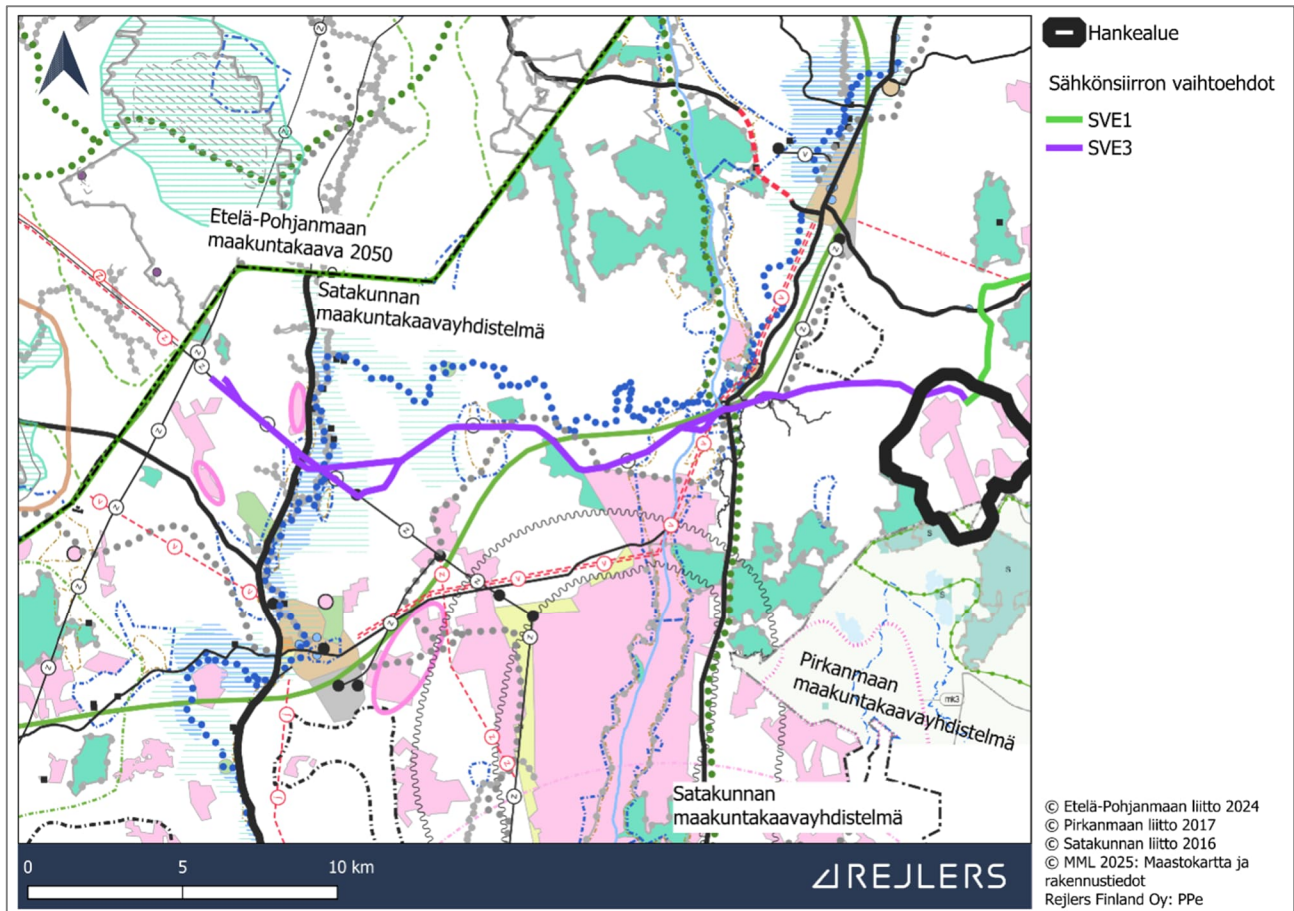 Hankealue
Sähkönsiirron vaihtoehdot
SVE1
SVE3
Etelä-Pohjanmaan
maakuntakaava 2050
Satakunnan
maakuntakaavayhdistelmä
Pirkanmaan
maakuntakaavayhdistelmä
mk3
s
s
s
Satakunnan
maakuntakaavayhdistelmä
0 5 10 km
REJLERS
© Etelä-Pohjanmaan liitto 2024
© Pirkanmaan liitto 2017
© Satakunnan liitto 2016
© MML 2025: Maastokartta ja
rakennustiedot
Rejlers Finland Oy: PPe